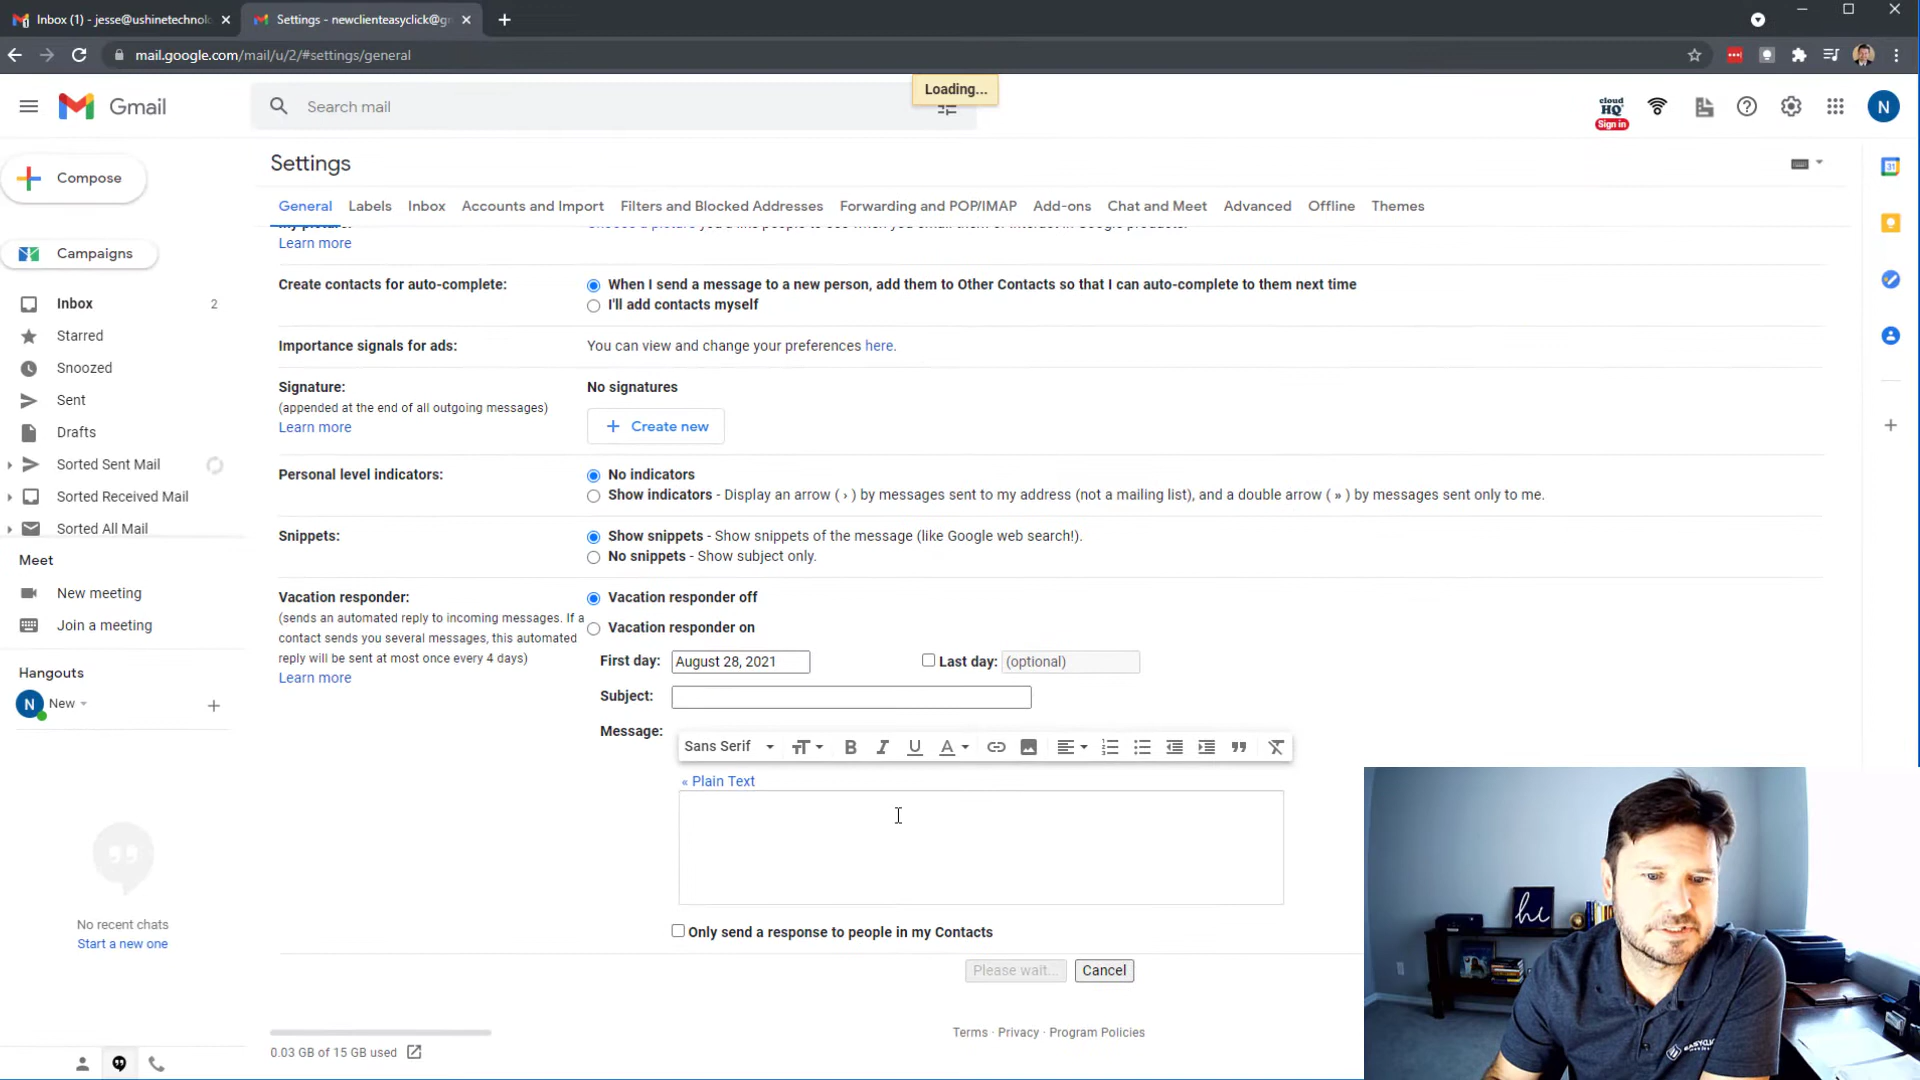 Inbox (1) - jesse@ushinetechnolo
Settings - newclienteasyclick@gm
mail.google.com/mail/u/2/#settings/general
Loading...
Gmail
Search mail
cloud
HQ
Sign in
N
Settings
Compose
General Labels Inbox Accounts and Import Filters and Blocked Addresses Forwarding and POP/IMAP Add-ons Chat and Meet Advanced Offline Themes
Learn more
Campaigns
Create contacts for auto-complete: When I send a message to a new person, add them to Other Contacts so that I can auto-complete to them next time
I'll add contacts myself
Inbox 2
Starred
Snoozed
Sent
Drafts
Sorted Sent Mail
Sorted Received Mail
Sorted All Mail
Importance signals for ads: You can view and change your preferences here.
Signature: No signatures
(appended at the end of all outgoing messages)
Learn more
+ Create new
Personal level indicators: No indicators
Show indicators - Display an arrow ( › ) by messages sent to my address (not a mailing list), and a double arrow ( » ) by messages sent only to me.
Snippets: Show snippets - Show snippets of the message (like Google web search!).
No snippets - Show subject only.
Meet
New meeting
Join a meeting
Hangouts
N New
No recent chats
Start a new one
Vacation responder: Vacation responder off
(sends an automated reply to incoming messages. If a
contact sends you several messages, this automated
reply will be sent at most once every 4 days)
Learn more
Vacation responder on
First day: August 28, 2021 Last day: (optional)
Subject:
Message:
Sans Serif
« Plain Text
Only send a response to people in my Contacts
Please wait... Cancel
Terms · Privacy · Program Policies
0.03 GB of 15 GB used
31
hi
EASYCLICK